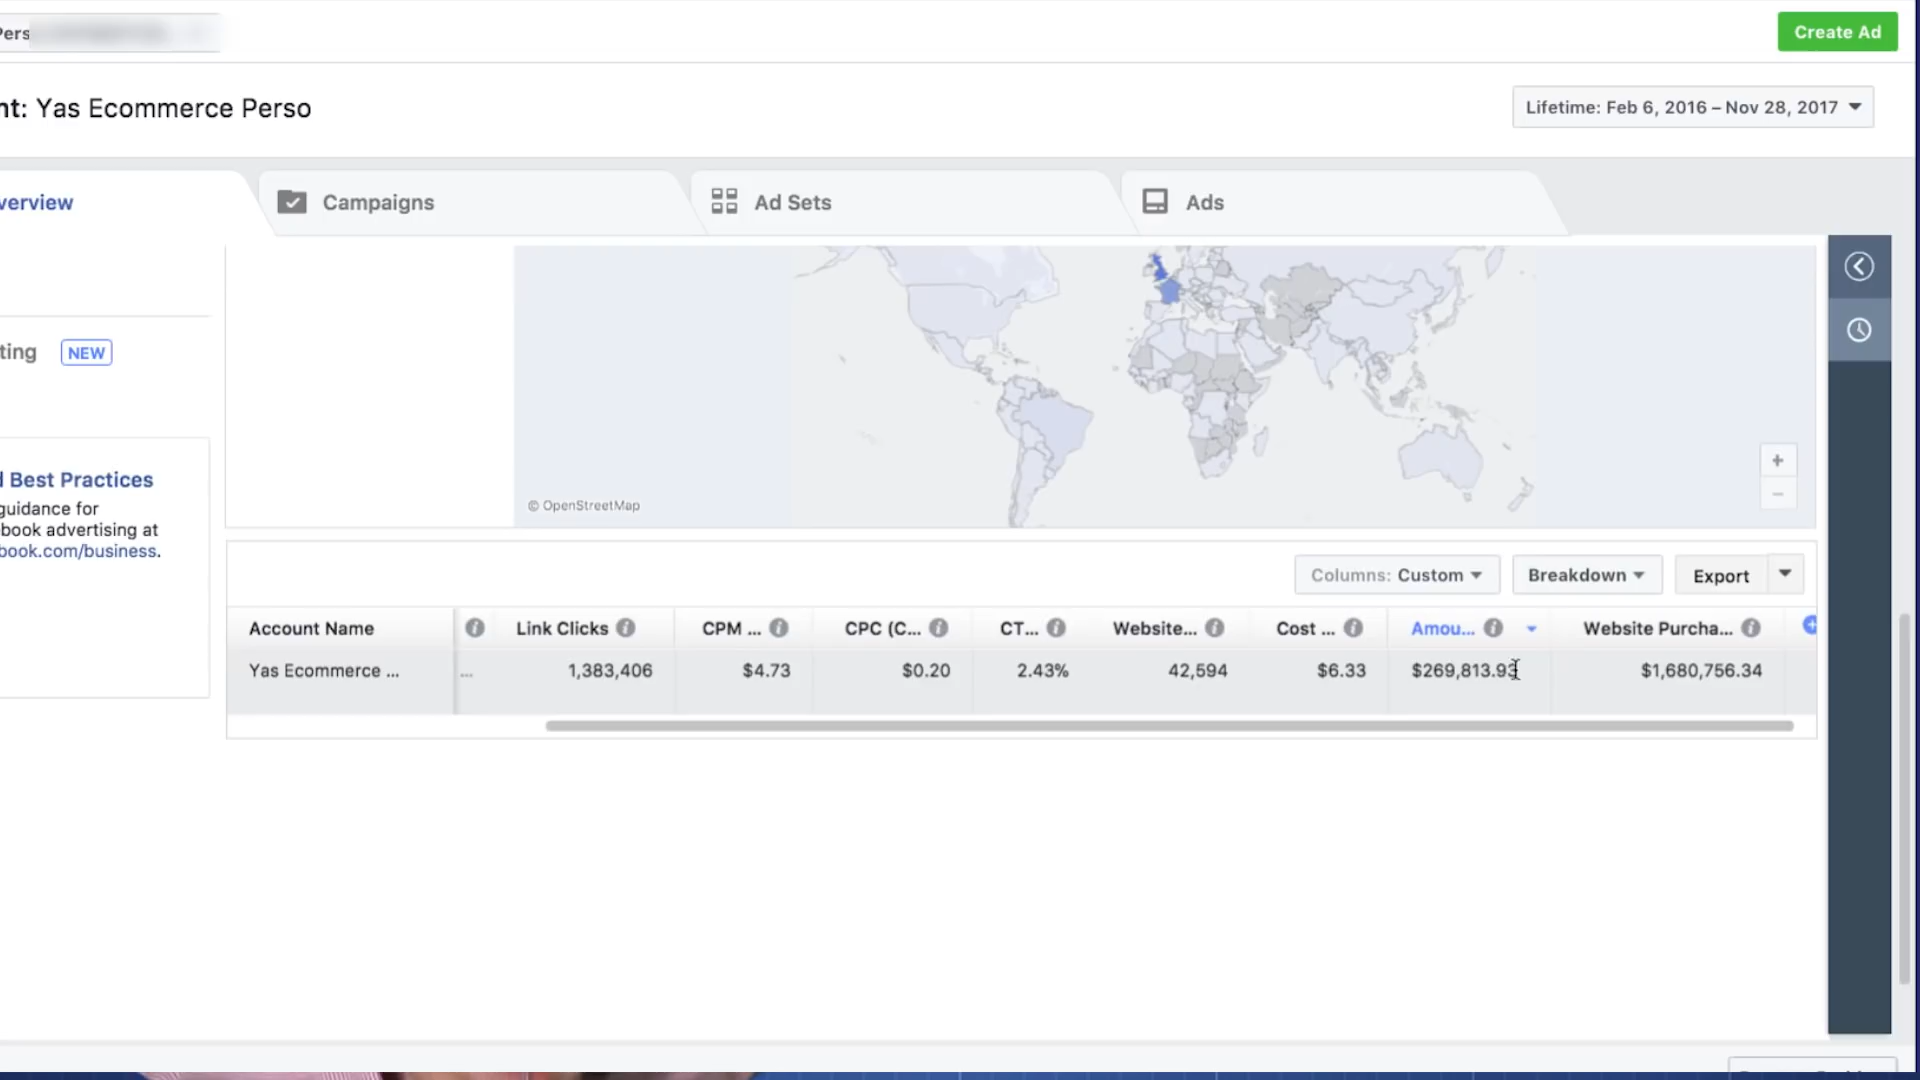 Pers
Create Ad
nt: Yas Ecommerce Perso
Lifetime: Feb 6, 2016 – Nov 28, 2017
verview
Campaigns
Ad Sets
Ads
ting NEW
d Best Practices
guidance for
book advertising at
book.com/business.
© OpenStreetMap
+
−
Columns: Custom
Breakdown
Export
Account Name Link Clicks CPM ... CPC (C... CT... Website... Cost ... Amou... Website Purcha...
Yas Ecommerce ... ... 1,383,406 $4.73 $0.20 2.43% 42,594 $6.33 $269,813.93 $1,680,756.34